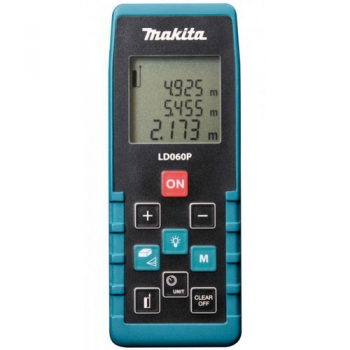 makita
4.925 m
5.455 m
2.173 m
LD060P
ON
+ −
M
UNIT
CLEAR
OFF